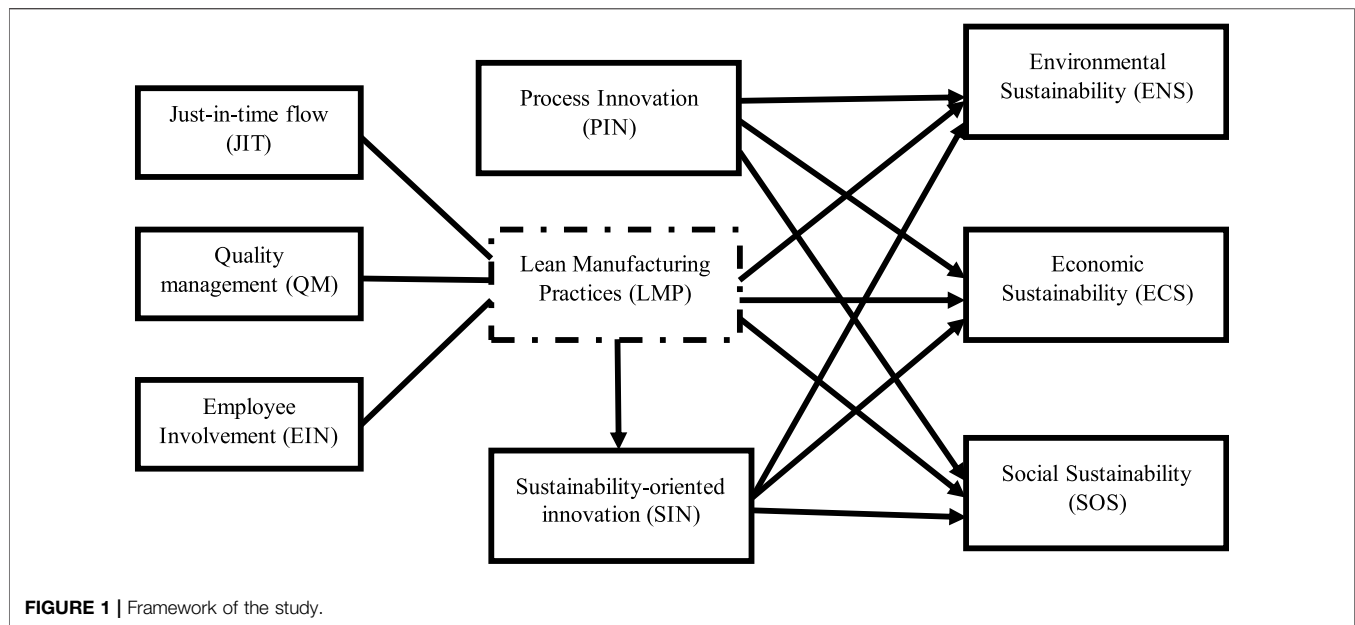 Just-in-time flow
(JIT)
Quality
management (QM)
Employee
Involvement (EIN)
Process Innovation
(PIN)
Lean Manufacturing
Practices (LMP)
Sustainability-oriented
innovation (SIN)
Environmental
Sustainability (ENS)
Economic
Sustainability (ECS)
Social Sustainability
(SOS)
FIGURE 1 | Framework of the study.